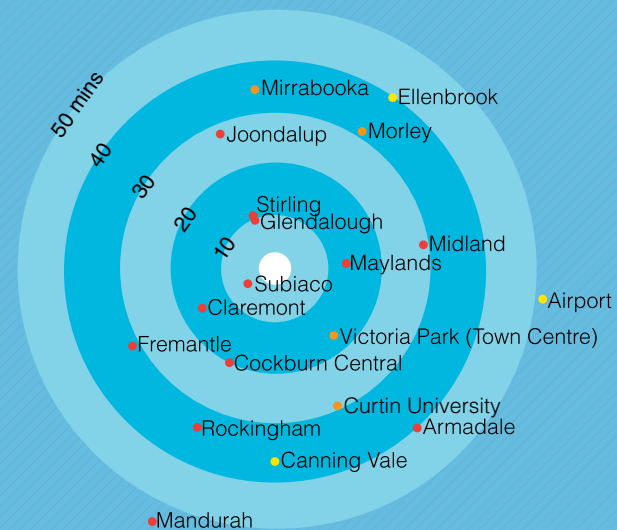 Mirrabooka
Ellenbrook
50 mins
Morley
Joondalup
40
30
Stirling
20
Glendalough
10
Midland
Maylands
Subiaco
Airport
Claremont
Victoria Park (Town Centre)
Fremantle
Cockburn Central
Curtin University
Rockingham
Armadale
Canning Vale
Mandurah